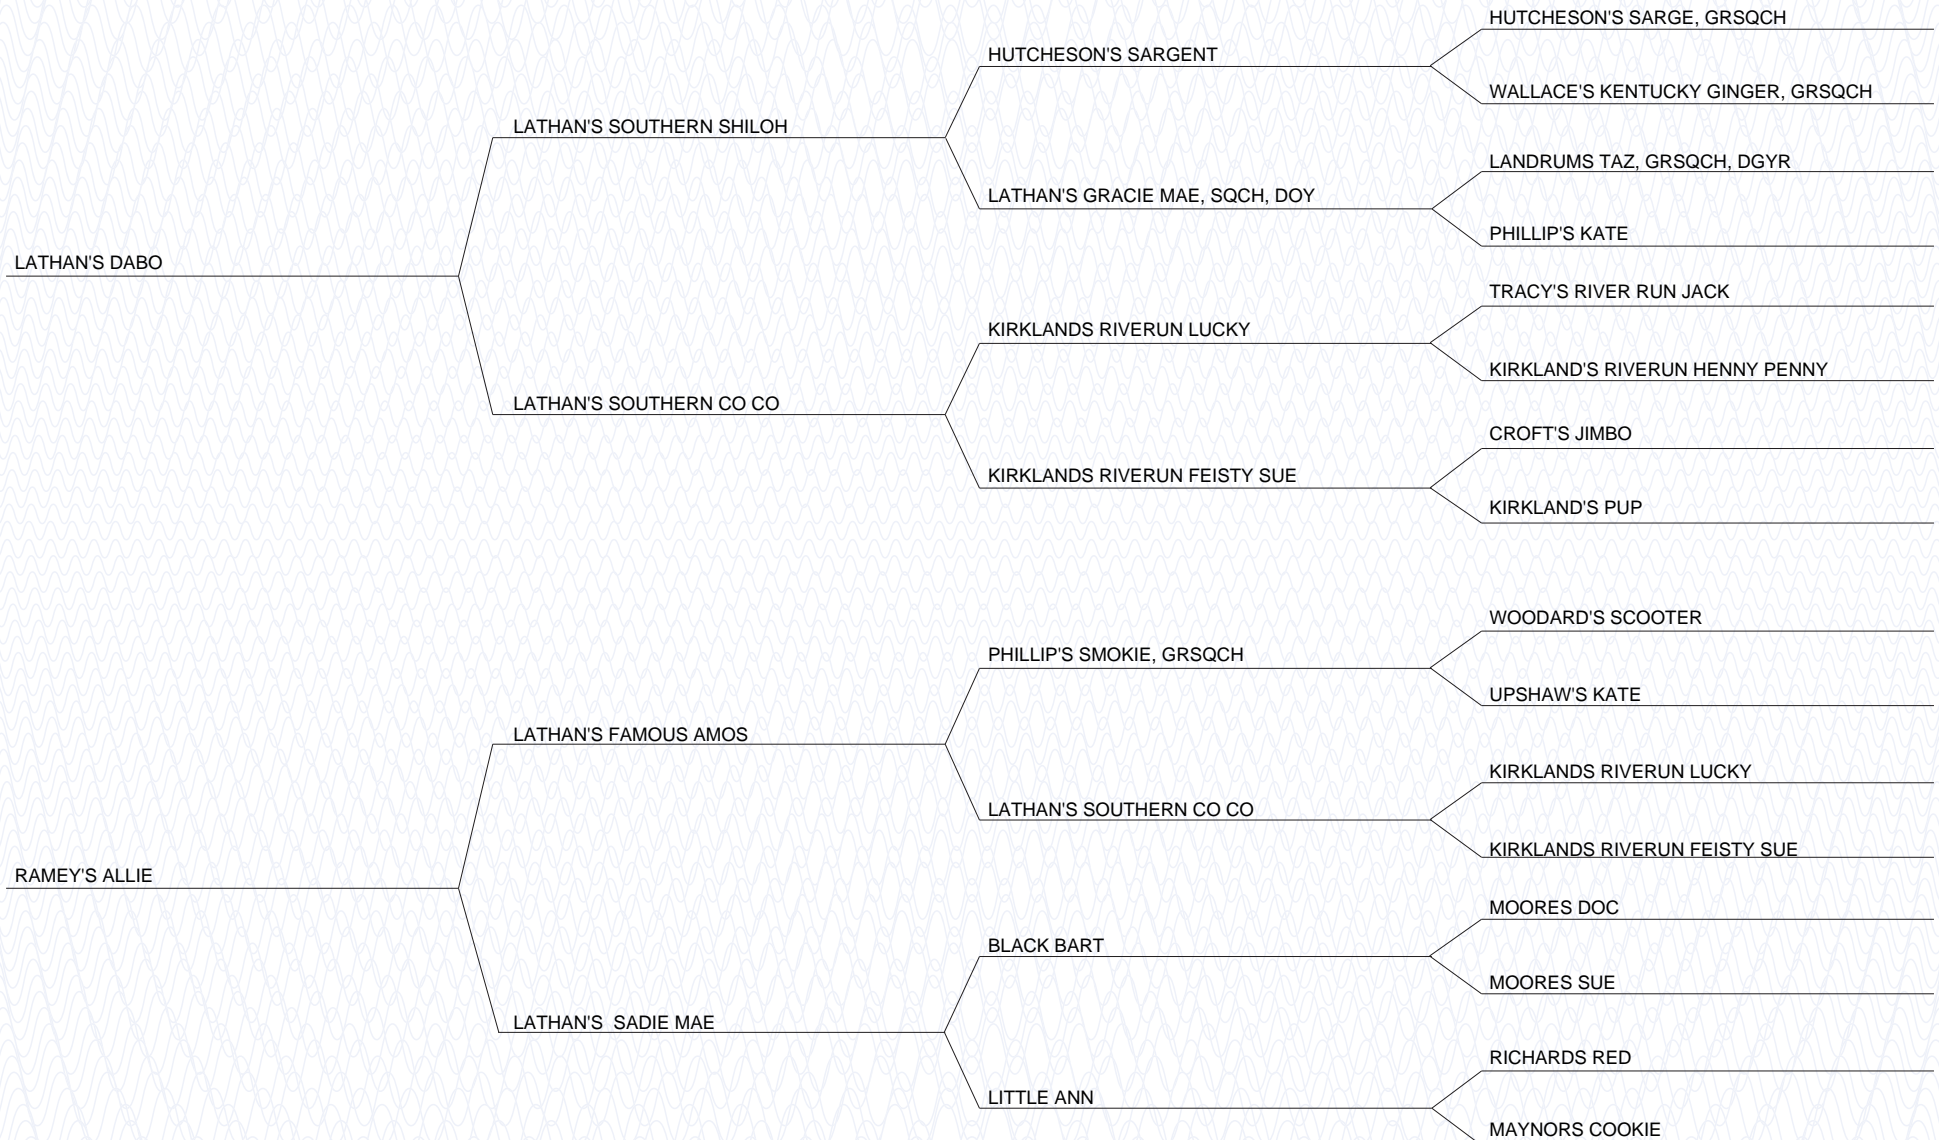 HUTCHESON'S SARGE, GRSQCH
HUTCHESON'S SARGENT
WALLACE'S KENTUCKY GINGER, GRSQCH
LATHAN'S SOUTHERN SHILOH
LANDRUMS TAZ, GRSQCH, DGYR
LATHAN'S GRACIE MAE, SQCH, DOY
PHILLIP'S KATE
LATHAN'S DABO
TRACY'S RIVER RUN JACK
KIRKLANDS RIVERUN LUCKY
KIRKLAND'S RIVERUN HENNY PENNY
LATHAN'S SOUTHERN CO CO
CROFT'S JIMBO
KIRKLANDS RIVERUN FEISTY SUE
KIRKLAND'S PUP
WOODARD'S SCOOTER
PHILLIP'S SMOKIE, GRSQCH
UPSHAW'S KATE
LATHAN'S FAMOUS AMOS
KIRKLANDS RIVERUN LUCKY
LATHAN'S SOUTHERN CO CO
KIRKLANDS RIVERUN FEISTY SUE
RAMEY'S ALLIE
MOORES DOC
BLACK BART
MOORES SUE
LATHAN'S  SADIE MAE
RICHARDS RED
LITTLE ANN
MAYNORS COOKIE